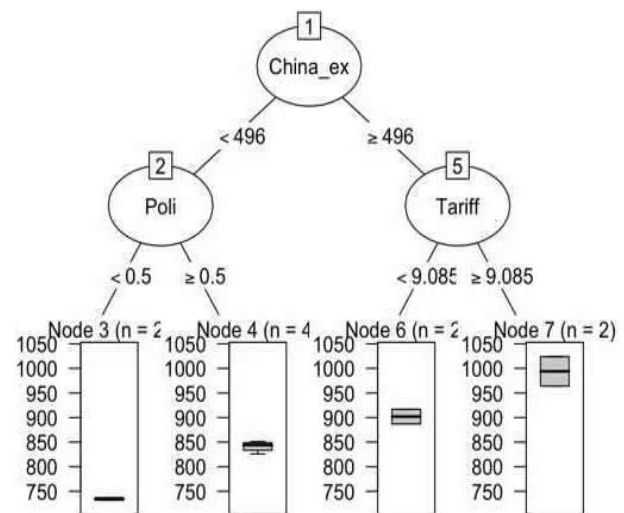 1
China_ex
< 496 ≥ 496
2 5
Poli Tariff
< 0.5 ≥ 0.5 < 9.085 ≥ 9.085
Node 3 (n = 2 Node 4 (n = 4 Node 6 (n = 2 Node 7 (n = 2)
1050 1050 1050 1050
1000 1000 1000 1000
950 950 950 950
900 900 900 900
850 850 850 850
800 800 800 800
750 750 750 750